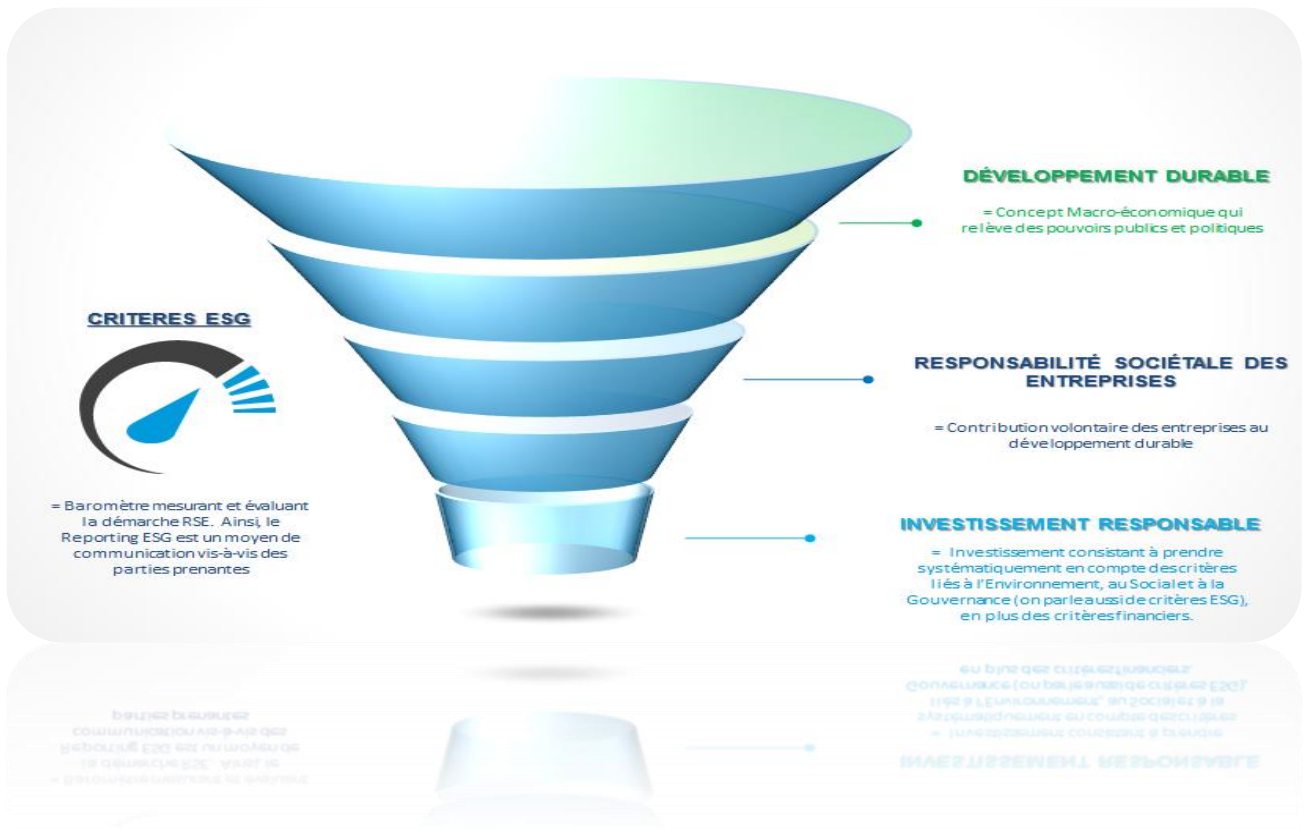 DÉVELOPPEMENT DURABLE
= Concept Macro-économique qui
relève des pouvoirs publics et politiques
CRITERES ESG
= Baromètre mesurant et évaluant
la démarche RSE. Ainsi, le
Reporting ESG est un moyen de
communication vis-à-vis des
parties prenantes
RESPONSABILITÉ SOCIÉTALE DES
ENTREPRISES
= Contribution volontaire des entreprises au
développement durable
INVESTISSEMENT RESPONSABLE
= Investissement consistant à prendre
systématiquement en compte des critères
liés à l'Environnement, au Social et à la
Gouvernance (on parle aussi de critères ESG),
en plus des critères financiers.